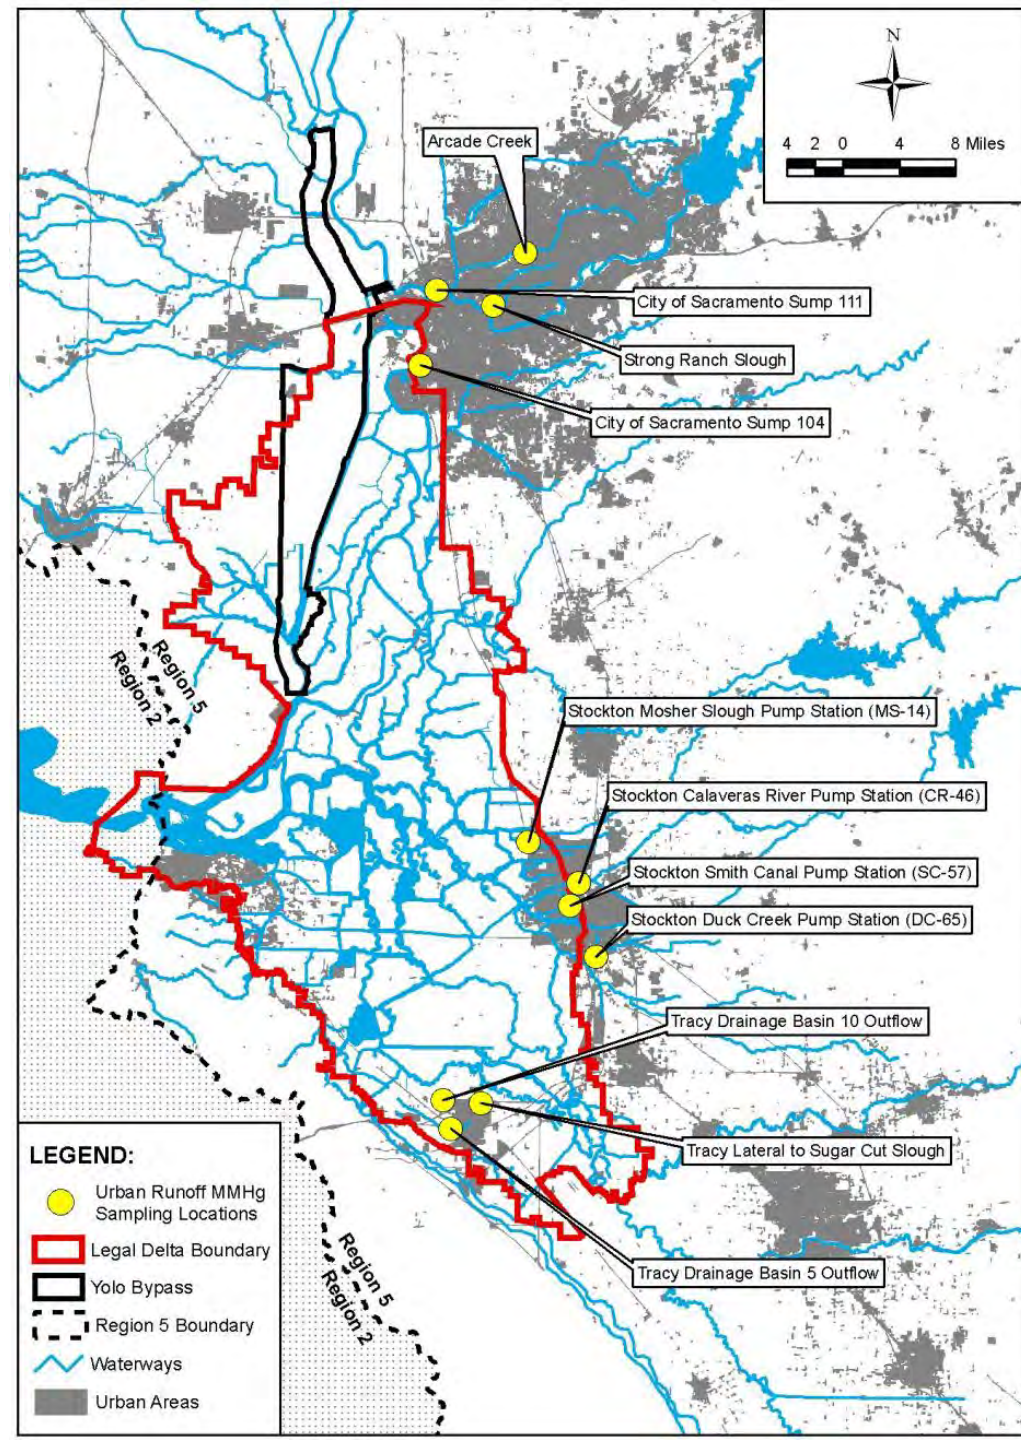 N
4 2 0 4 8 Miles
Arcade Creek
City of Sacramento Sump 111
Strong Ranch Slough
City of Sacramento Sump 104
Region 5
Region 2
Stockton Mosher Slough Pump Station (MS-14)
Stockton Calaveras River Pump Station (CR-46)
Stockton Smith Canal Pump Station (SC-57)
Stockton Duck Creek Pump Station (DC-65)
Tracy Drainage Basin 10 Outflow
Tracy Lateral to Sugar Cut Slough
Tracy Drainage Basin 5 Outflow
Region 5
Region 2
LEGEND:
Urban Runoff MMHg
Sampling Locations
Legal Delta Boundary
Yolo Bypass
Region 5 Boundary
Waterways
Urban Areas